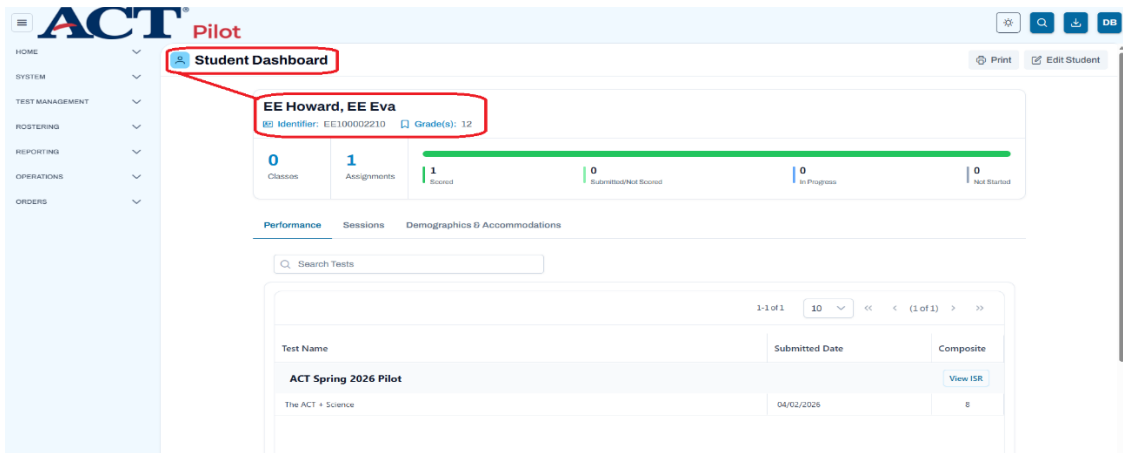 ACT® Pilot
DB
HOME
SYSTEM
TEST MANAGEMENT
ROSTERING
REPORTING
OPERATIONS
ORDERS
Student Dashboard
Print
Edit Student
EE Howard, EE Eva
Identifier: EE100002210 Grade(s): 12
0 Classes
1 Assignments
1 Scored
0 Submitted/Not Scored
0 In Progress
0 Not Started
Performance Sessions Demographics & Accommodations
Search Tests
1-1 of 1 10 << < (1 of 1) > >>
Test Name Submitted Date Composite
ACT Spring 2026 Pilot View ISR
The ACT + Science 04/02/2026 8